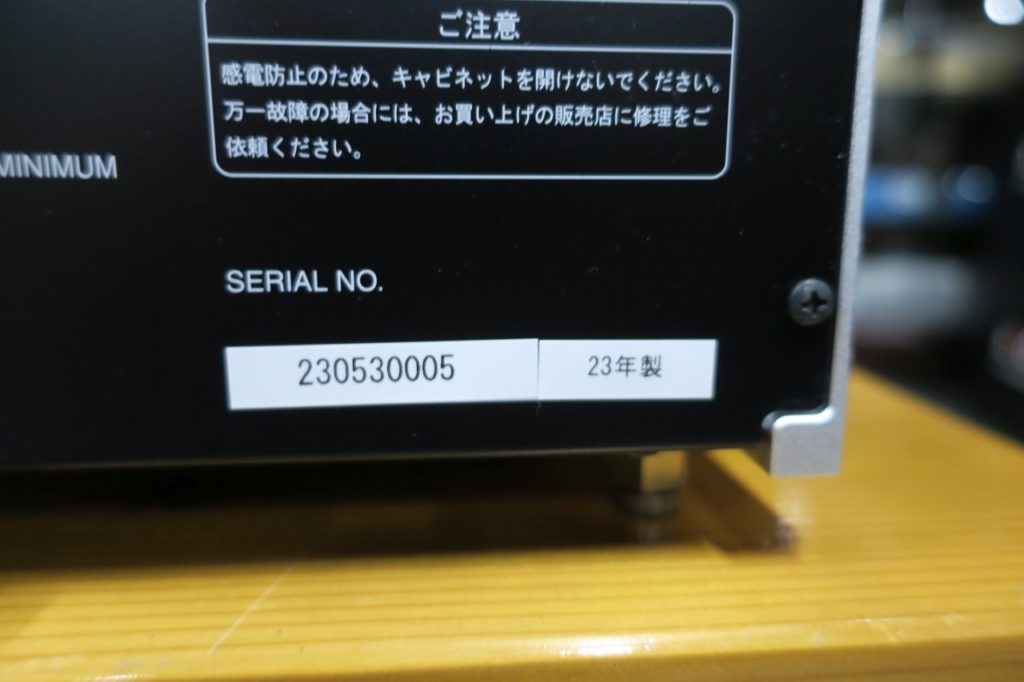 ご注意
感電防止のため、キャビネットを開けないでください。
万一故障の場合には、お買い上げの販売店に修理をご
依頼ください。
MINIMUM
SERIAL NO.
230530005
23年製